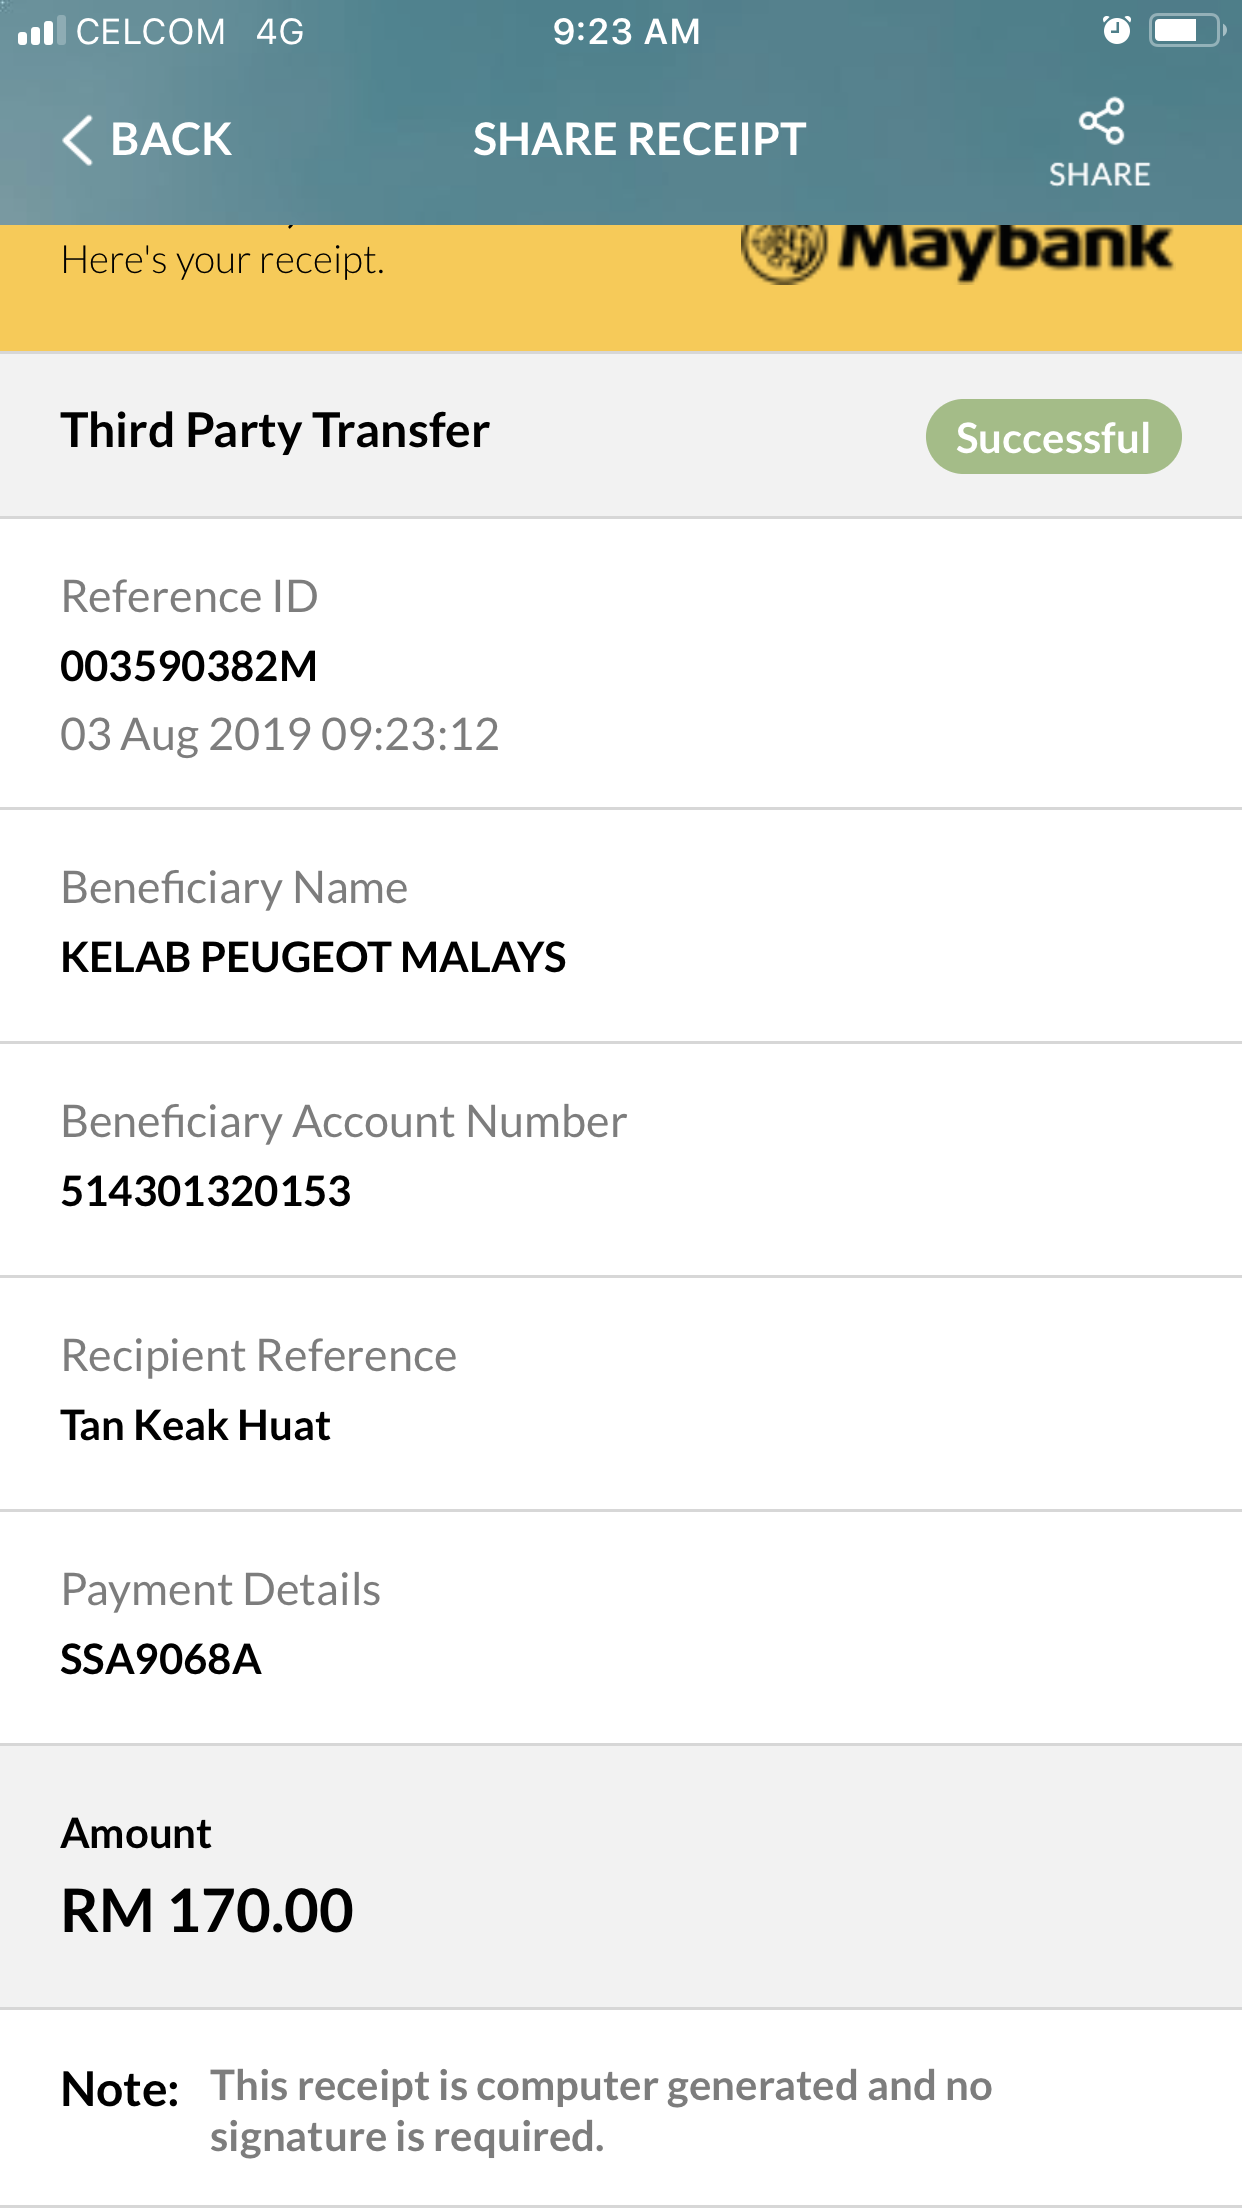 CELCOM 4G 9:23 AM
BACK SHARE RECEIPT SHARE
Here's your receipt. Maybank
Third Party Transfer Successful
Reference ID
003590382M
03 Aug 2019 09:23:12
Beneficiary Name
KELAB PEUGEOT MALAYS
Beneficiary Account Number
514301320153
Recipient Reference
Tan Keak Huat
Payment Details
SSA9068A
Amount
RM 170.00
Note: This receipt is computer generated and no
signature is required.